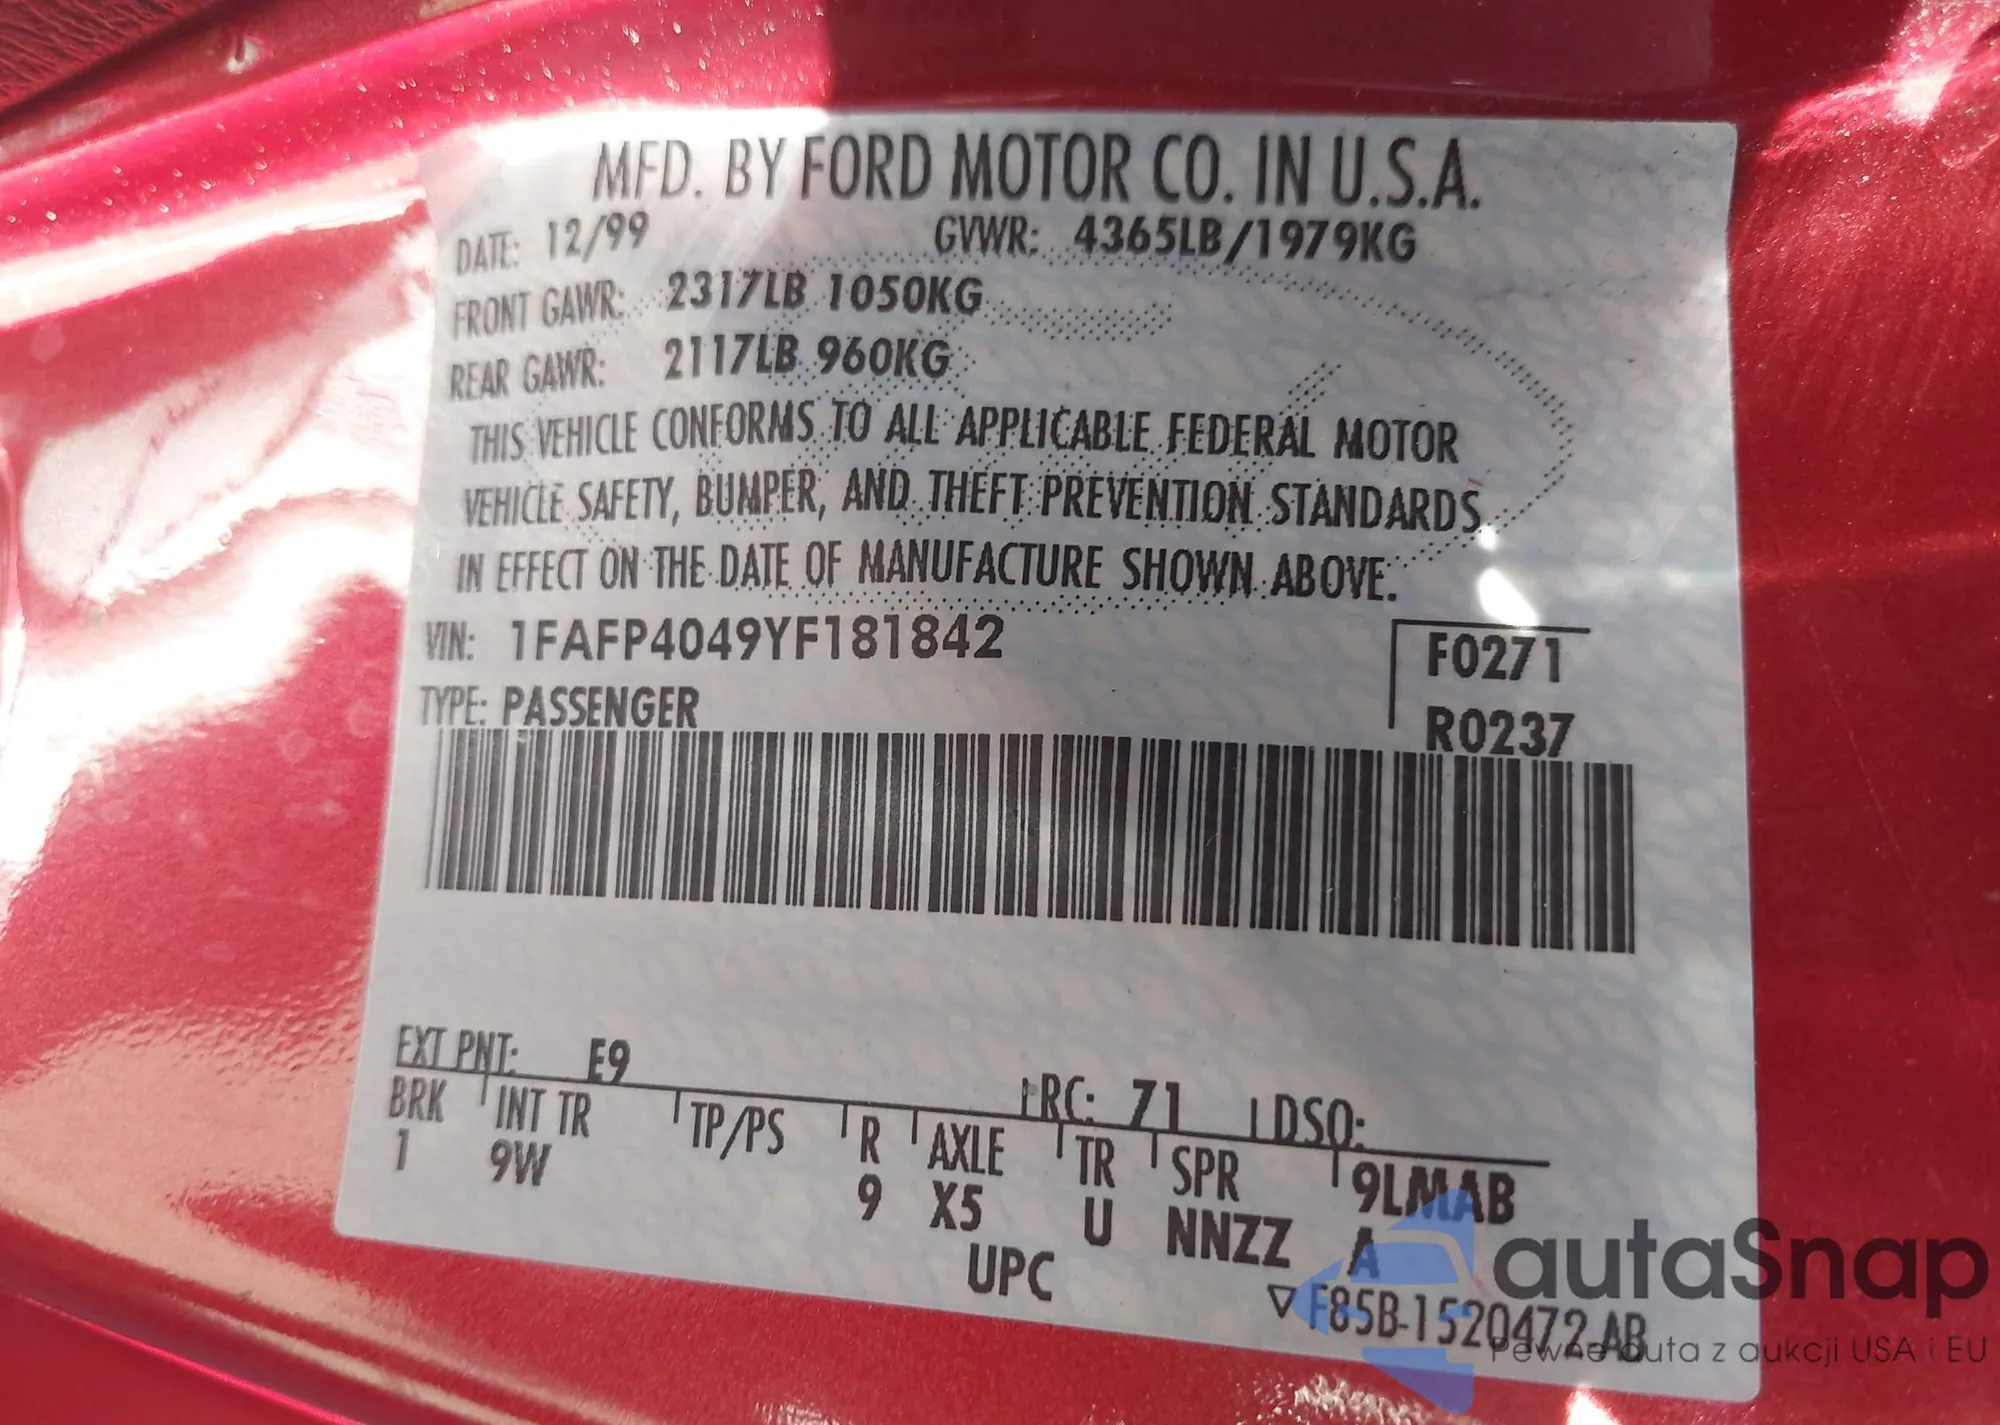 MFD. BY FORD MOTOR CO. IN U.S.A.
DATE: 12/99 GVWR: 4365LB/1979KG
FRONT GAWR: 2317LB 1050KG
REAR GAWR: 2117LB 960KG
THIS VEHICLE CONFORMS TO ALL APPLICABLE FEDERAL MOTOR
VEHICLE SAFETY, BUMPER, AND THEFT PREVENTION STANDARDS
IN EFFECT ON THE DATE OF MANUFACTURE SHOWN ABOVE.
VIN: 1FAFP4049YF181842 F0271
TYPE: PASSENGER R0237
EXT PNT: E9 RC: 71 DSO:
BRK INT TR TP/PS R AXLE TR SPR 9LMAB
1 9W 9 X5 U NNZZ A
UPC ▽ F85B-1520472-AB
autaSnap
Pewne auta z aukcji USA i EU